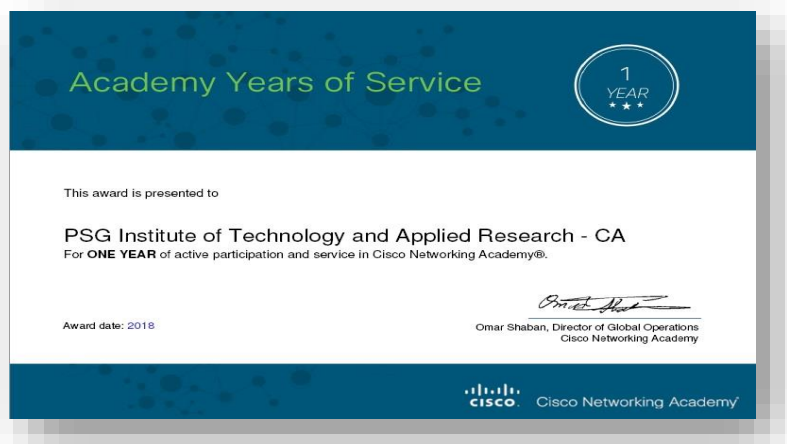 Academy Years of Service
1
YEAR
This award is presented to
PSG Institute of Technology and Applied Research - CA
For ONE YEAR of active participation and service in Cisco Networking Academy®.
Award date: 2018
Omar Shaban, Director of Global Operations
Cisco Networking Academy
CISCO. Cisco Networking Academy®